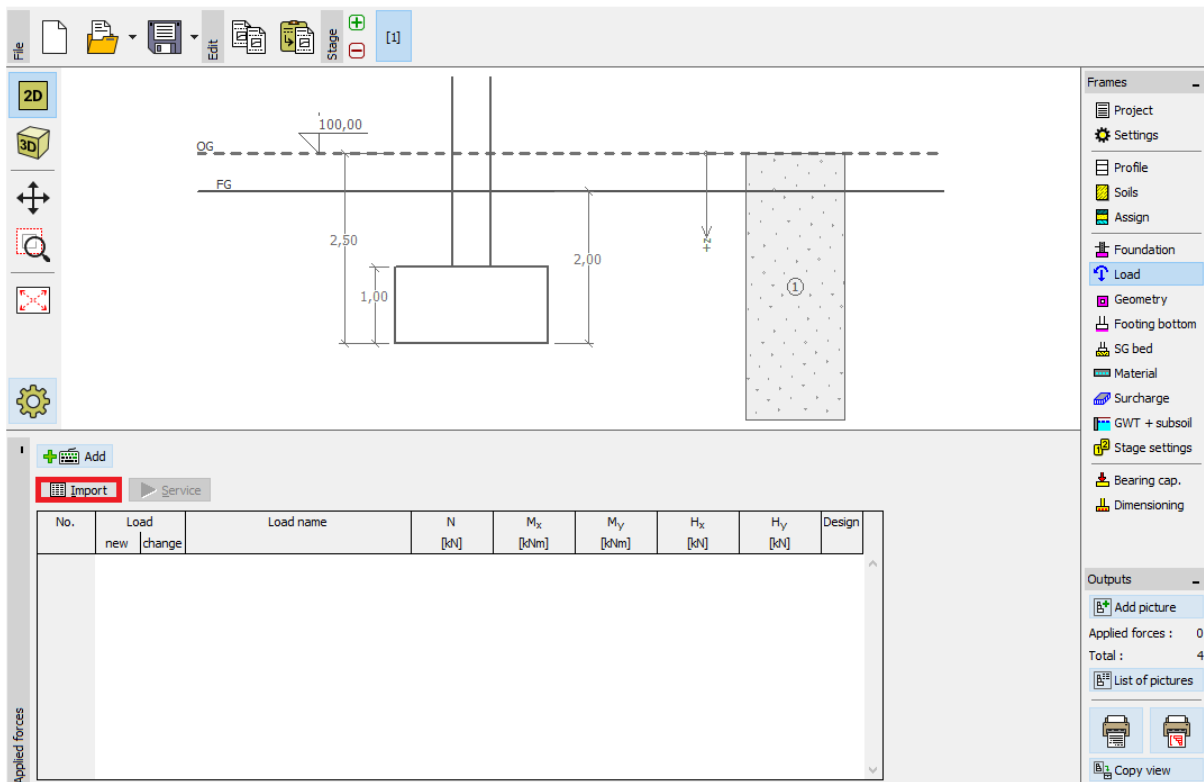 File
Edit
Stage
[1]
2D
3D
100,00
OG
FG
2,50
1,00
2,00
+z
1
Frames
Project
Settings
Profile
Soils
Assign
Foundation
Load
Geometry
Footing bottom
SG bed
Material
Surcharge
GWT + subsoil
Stage settings
Bearing cap.
Dimensioning
Add
Import
Service
No. Load Load name N Mx My Hx Hy Design
new change [kN] [kNm] [kNm] [kN] [kN]
Applied forces
Outputs
Add picture
Applied forces : 0
Total : 4
List of pictures
Copy view